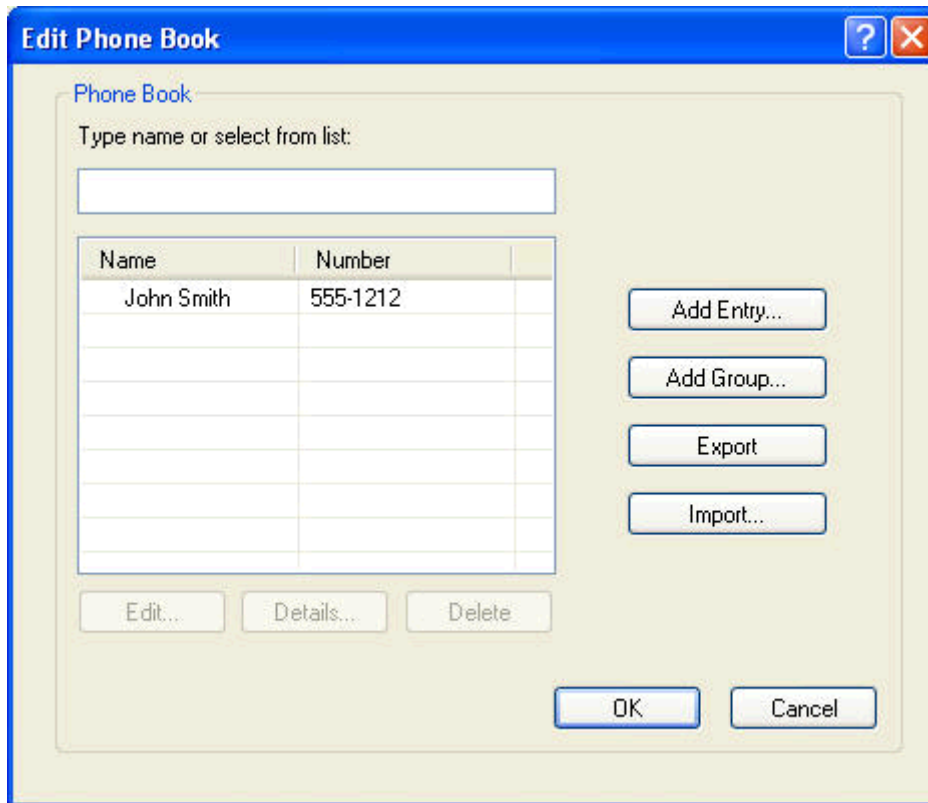 Edit Phone Book
?
Phone Book
Type name or select from list:
Name Number
John Smith 555-1212
Add Entry...
Add Group...
Export
Import...
Edit... Details... Delete
OK Cancel